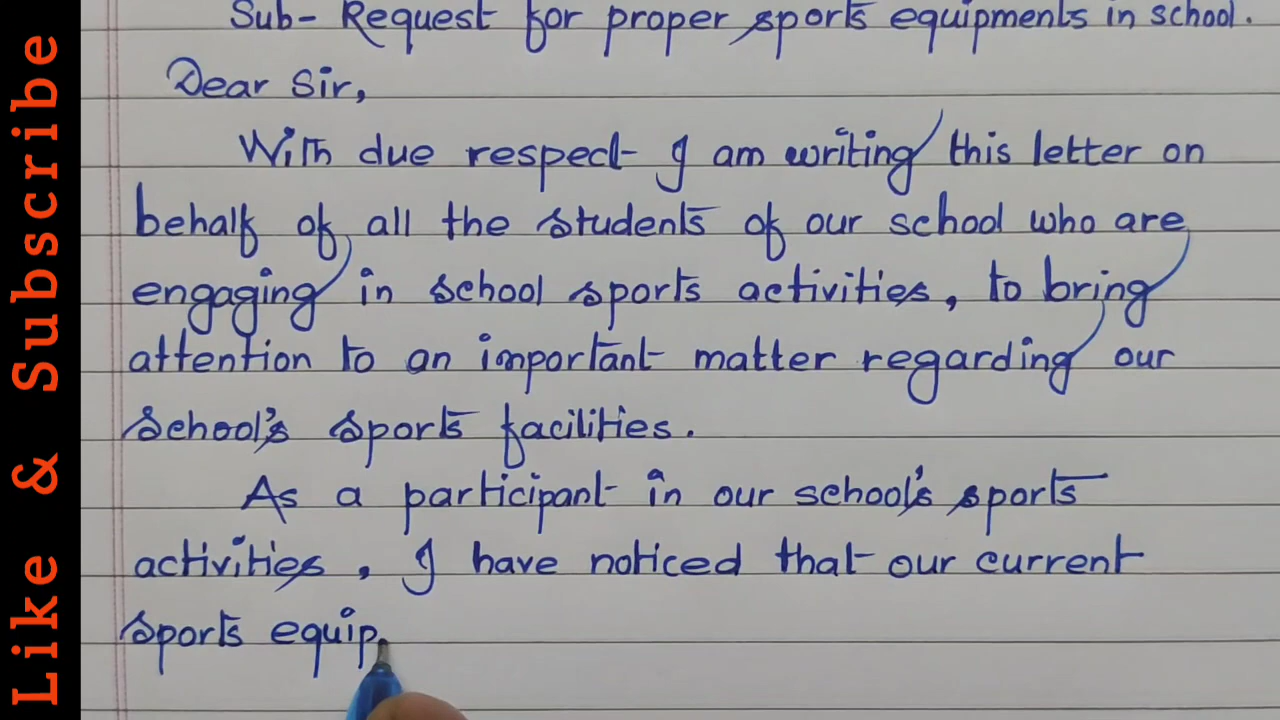 Like & Subscribe
Sub- Request for proper sports equipments in school.
Dear Sir,
With due respect I am writing this letter on
behalf of all the students of our school who are
engaging in school sports activities, to bring
attention to an important matter regarding our
school's sports facilities.
As a participant in our school's sports
activities, I have noticed that our current
sports equip